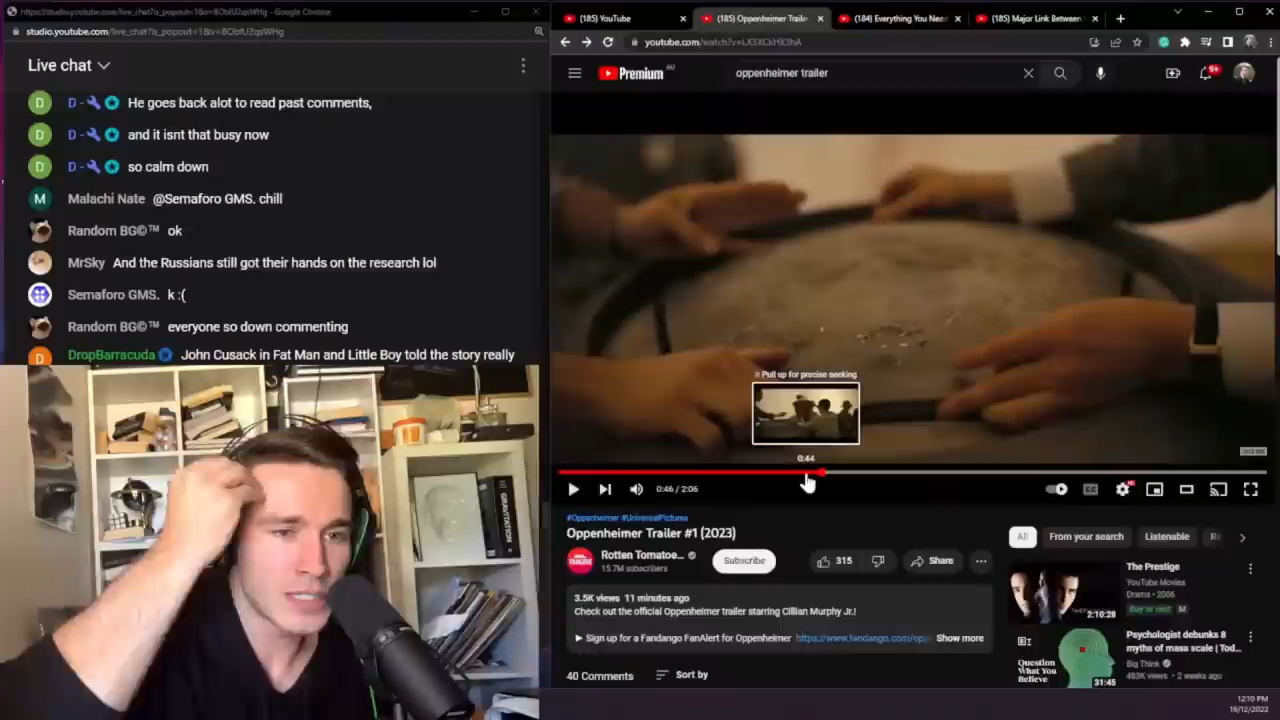 https://studio.youtube.com/live_chat?is_popout=1&v=
- Google Chrome
studio.youtube.com/live_chat?is_popout=1&v=
Live chat
D D - He goes back alot to read past comments,
D D - and it isnt that busy now
D D - so calm down
M Malachi Nate @Semaforo GMS. chill
Random BG©™ ok
MrSky And the Russians still got their hands on the research lol
Semaforo GMS. k :(
Random BG©™ everyone so down commenting
D DropBarracuda John Cusack in Fat Man and Little Boy told the story really
GRAVITATION
(185) YouTube
(185) Oppenheimer Traile
(184) Everything You Nee
(185) Major Link Between
youtube.com/watch?v=
Premium
oppenheimer trailer
9+
Pull up for precise seeking
0:44
0:46 / 2:06
#Oppenheimer #UniversalPictures
Oppenheimer Trailer #1 (2023)
Rotten Tomatoe...
15.7M subscribers
Subscribe
315
Share
3.5K views 11 minutes ago
Check out the official Oppenheimer trailer starring Cillian Murphy Jr.!
► Sign up for a Fandango FanAlert for Oppenheimer https://www.fandango.com/op...
Show more
40 Comments
Sort by
All
From your search
Listenable
Re
The Prestige
YouTube Movies
Drama • 2006
Buy or rent
2:10:28
BT
Question
What You
Believe
31:45
Psychologist debunks 8
myths of mass scale | Tod...
Big Think
483K views • 2 weeks ago
12:10 PM
19/12/2022